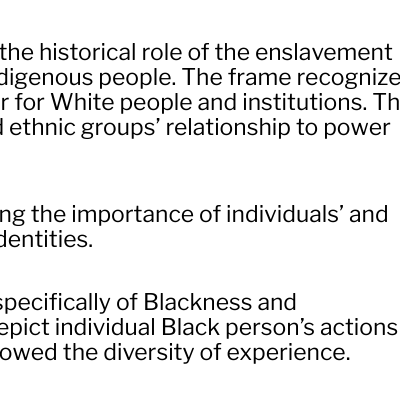 the historical role of the enslavement
digenous people. The frame recognize
r for White people and institutions. Th
d ethnic groups’ relationship to power
ng the importance of individuals’ and
dentities.
specifically of Blackness and
epict individual Black person’s actions
owed the diversity of experience.